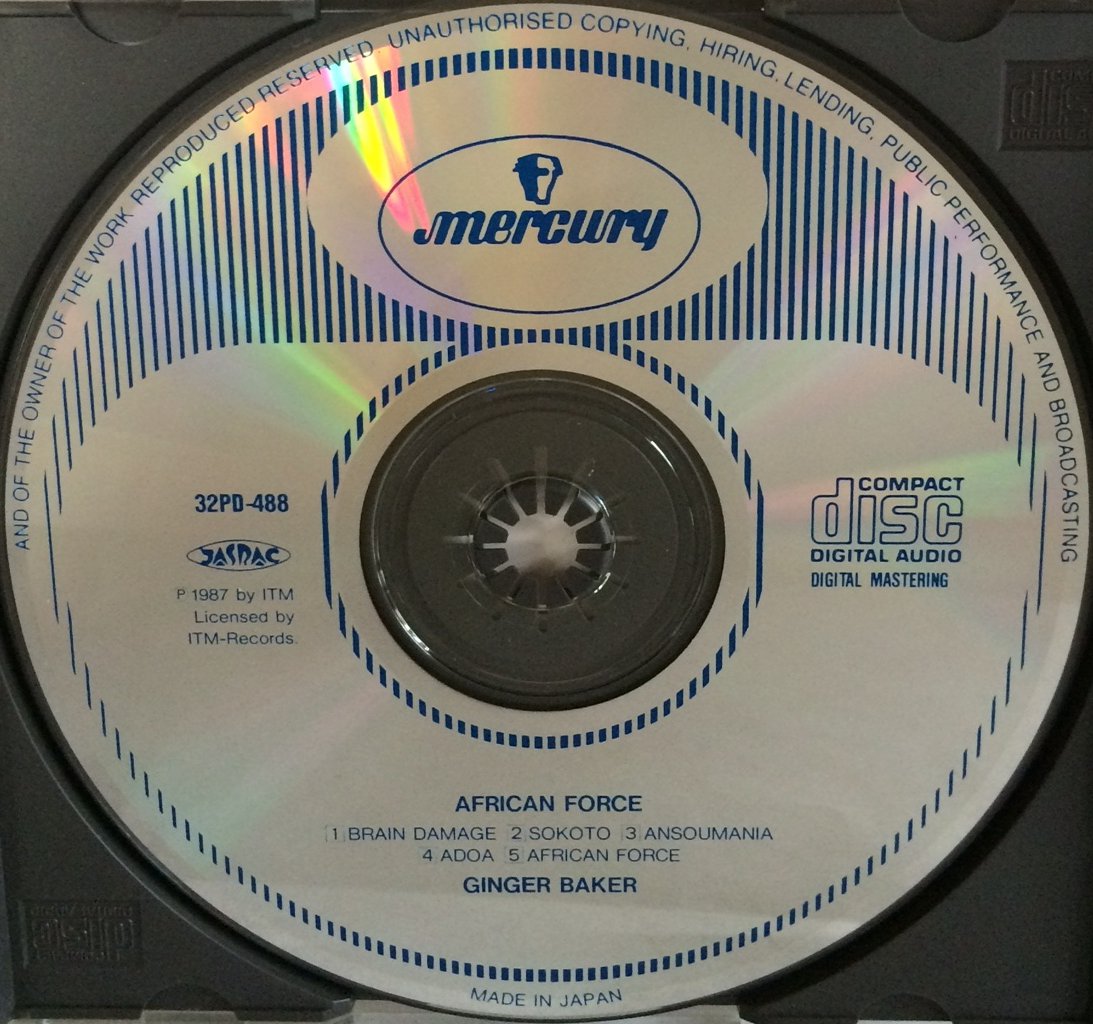 AND OF THE OWNER OF THE WORK REPRODUCED RESERVED. UNAUTHORISED COPYING, HIRING, LENDING, PUBLIC PERFORMANCE AND BROADCASTING
mercury
32PD-488
JASRAC
℗ 1987 by ITM
Licensed by
ITM-Records.
COMPACT
disc
DIGITAL AUDIO
DIGITAL MASTERING
AFRICAN FORCE
1 BRAIN DAMAGE 2 SOKOTO 3 ANSOUMANIA
4 ADOA 5 AFRICAN FORCE
GINGER BAKER
MADE IN JAPAN